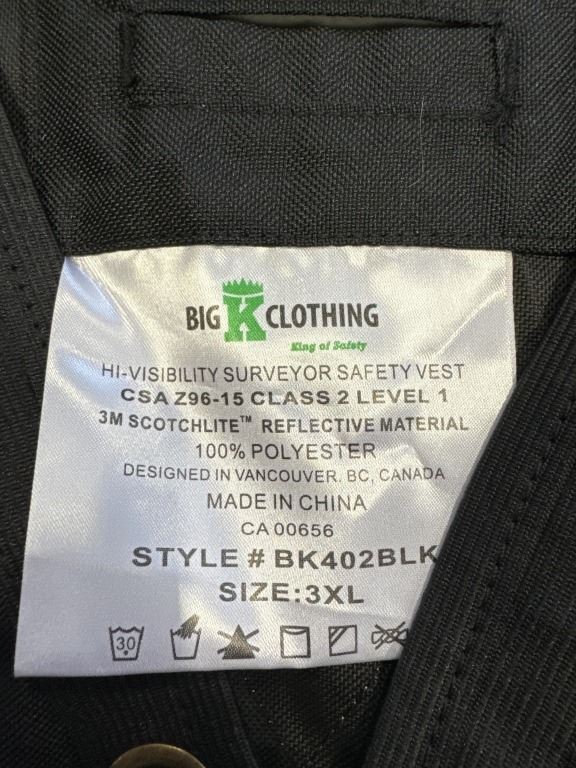 BIG K CLOTHING
King of Safety
HI-VISIBILITY SURVEYOR SAFETY VEST
CSA Z96-15 CLASS 2 LEVEL 1
3M SCOTCHLITE™ REFLECTIVE MATERIAL
100% POLYESTER
DESIGNED IN VANCOUVER. BC, CANADA
MADE IN CHINA
CA 00656
STYLE # BK402BLK
SIZE:3XL
30